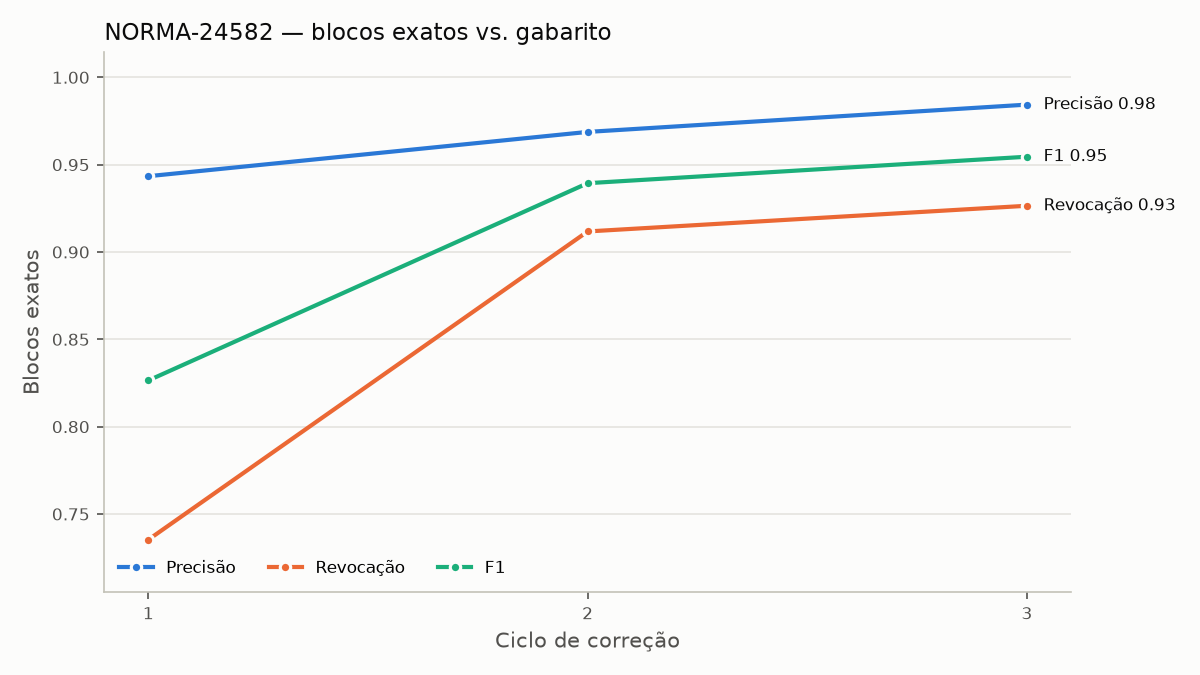 NORMA-24582 — blocos exatos vs. gabarito
1.00
0.95
0.90
0.85
0.80
0.75
Blocos exatos
Precisão 0.98
F1 0.95
Revocação 0.93
Precisão Revocação F1
1 2 3
Ciclo de correção